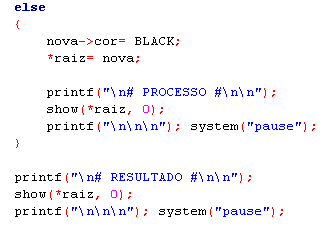 else
{
nova->cor= BLACK;
*raiz= nova;
printf("\n# PROCESSO #\n\n");
show(*raiz, 0);
printf("\n\n\n"); system("pause");
}
printf("\n# RESULTADO #\n\n");
show(*raiz, 0);
printf("\n\n\n"); system("pause");